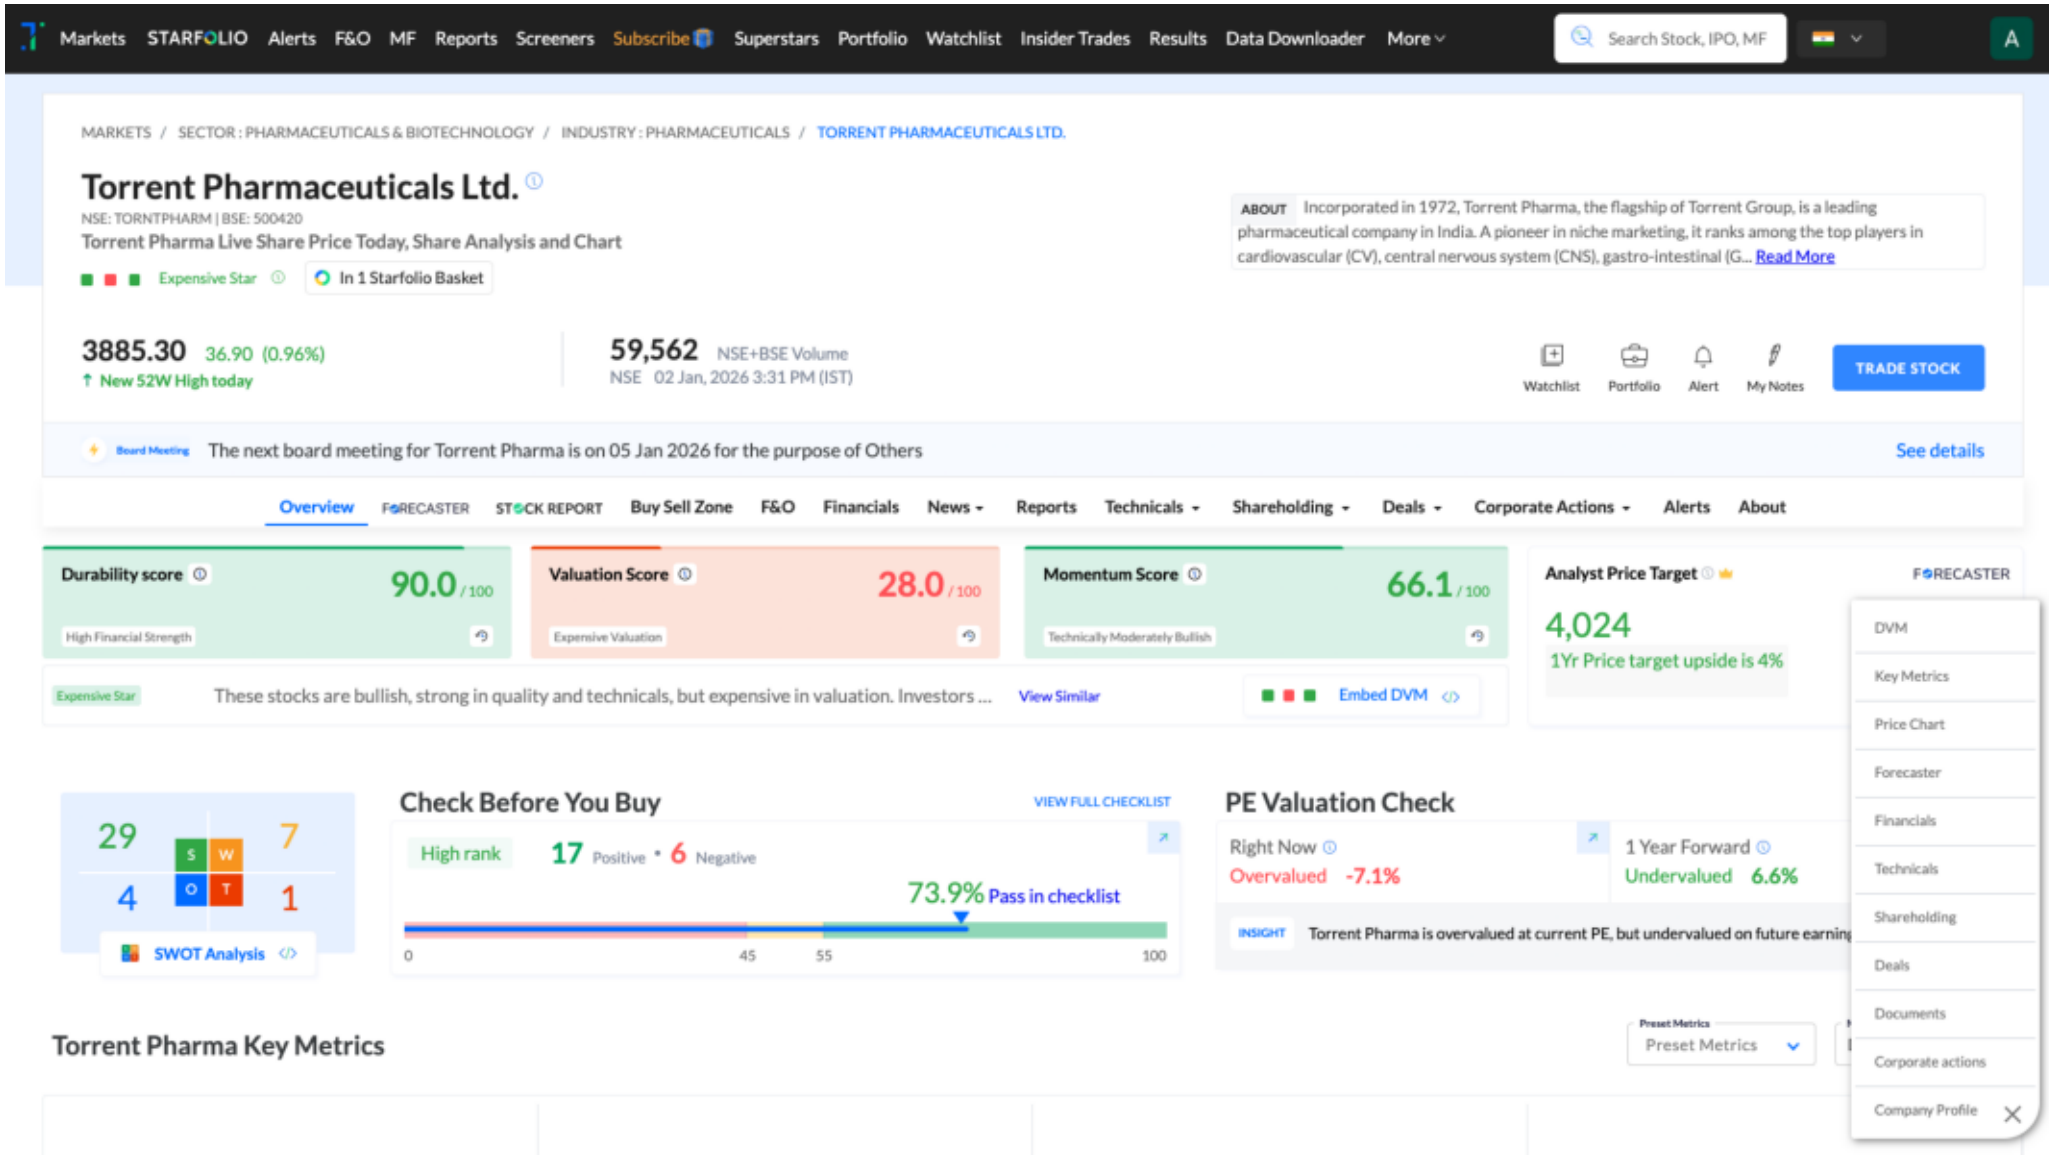 Markets STARFOLIO Alerts F&O MF Reports Screeners Subscribe Superstars Portfolio Watchlist Insider Trades Results Data Downloader More Search Stock, IPO, MF A
MARKETS / SECTOR : PHARMACEUTICALS & BIOTECHNOLOGY / INDUSTRY : PHARMACEUTICALS / TORRENT PHARMACEUTICALS LTD.
Torrent Pharmaceuticals Ltd.
NSE: TORNTPHARM | BSE: 500420
Torrent Pharma Live Share Price Today, Share Analysis and Chart
Expensive Star In 1 Starfolio Basket
ABOUT Incorporated in 1972, Torrent Pharma, the flagship of Torrent Group, is a leading
pharmaceutical company in India. A pioneer in niche marketing, it ranks among the top players in
cardiovascular (CV), central nervous system (CNS), gastro-intestinal (G... Read More
3885.30 36.90 (0.96%)
New 52W High today
59,562 NSE+BSE Volume
NSE 02 Jan, 2026 3:31 PM (IST)
Watchlist Portfolio Alert My Notes TRADE STOCK
Board Meeting The next board meeting for Torrent Pharma is on 05 Jan 2026 for the purpose of Others See details
Overview FORECASTER STOCK REPORT Buy Sell Zone F&O Financials News Reports Technicals Shareholding Deals Corporate Actions Alerts About
Durability score 90.0 / 100
High Financial Strength
Valuation Score 28.0 / 100
Expensive Valuation
Momentum Score 66.1 / 100
Technically Moderately Bullish
Analyst Price Target FORECASTER
4,024
1Yr Price target upside is 4%
Expensive Star These stocks are bullish, strong in quality and technicals, but expensive in valuation. Investors ... View Similar Embed DVM
29 7
S W
O T
4 1
SWOT Analysis
Check Before You Buy VIEW FULL CHECKLIST
High rank 17 Positive 6 Negative
73.9% Pass in checklist
0 45 55 100
PE Valuation Check
Right Now
Overvalued -7.1%
1 Year Forward
Undervalued 6.6%
INSIGHT Torrent Pharma is overvalued at current PE, but undervalued on future
Torrent Pharma Key Metrics
Preset Metrics
Preset Metrics
DVM
Key Metrics
Price Chart
Forecaster
Financials
Technicals
Shareholding
Deals
Documents
Corporate actions
Company Profile